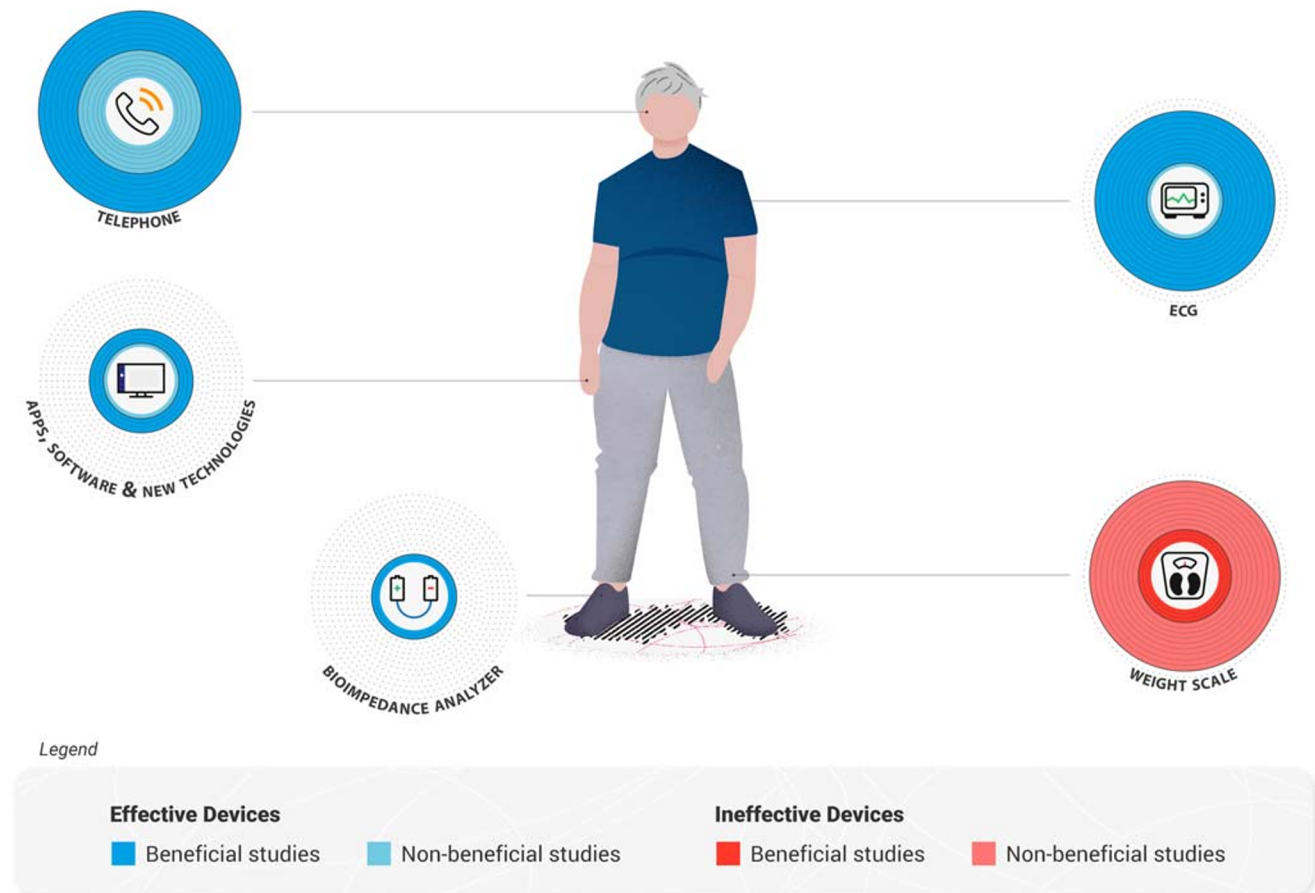 TELEPHONE
ECG
APPS, SOFTWARE & NEW TECHNOLOGIES
BIOIMPEDANCE ANALYZER
WEIGHT SCALE
Legend
Effective Devices
Beneficial studies
Non-beneficial studies
Ineffective Devices
Beneficial studies
Non-beneficial studies